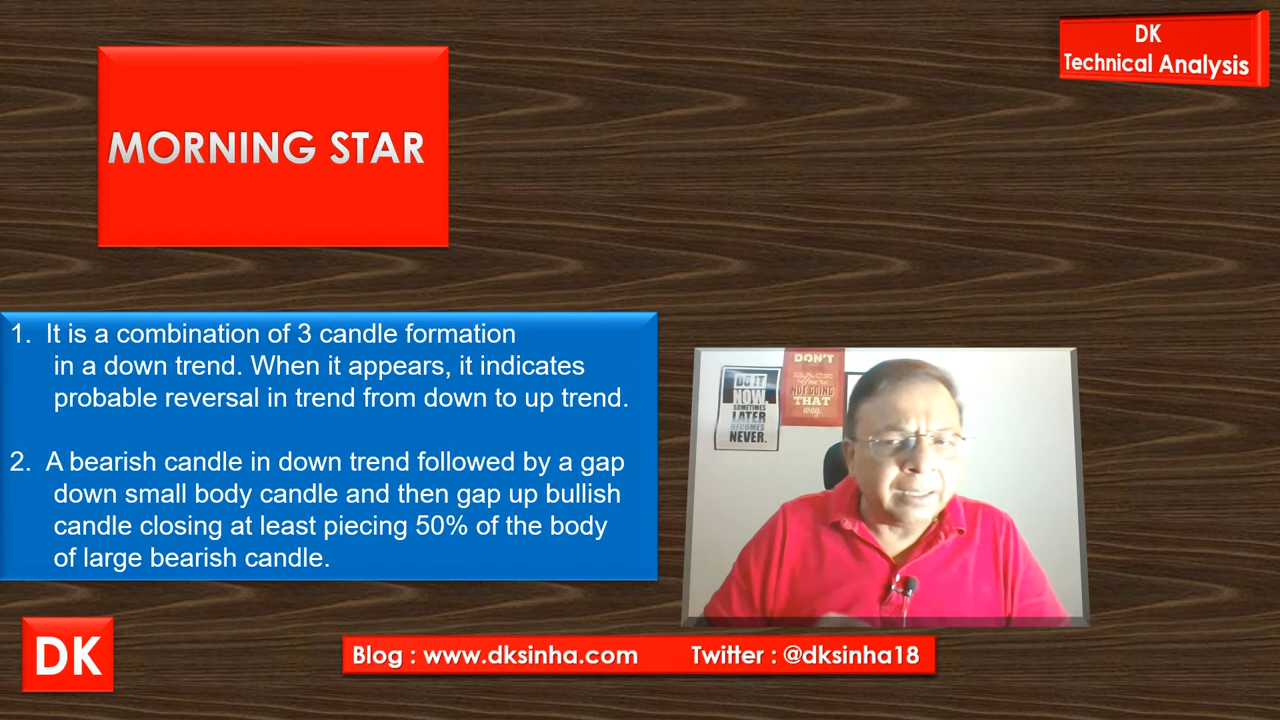 DK
Technical Analysis
MORNING STAR
1. It is a combination of 3 candle formation
in a down trend. When it appears, it indicates
probable reversal in trend from down to up trend.
2. A bearish candle in down trend followed by a gap
down small body candle and then gap up bullish
candle closing at least piecing 50% of the body
of large bearish candle.
DO IT
NOW.
SOMETIMES
LATER
BECOMES
NEVER.
DON'T
NOT GOING
THAT
way.
DK
Blog : www.dksinha.com Twitter : @dksinha18